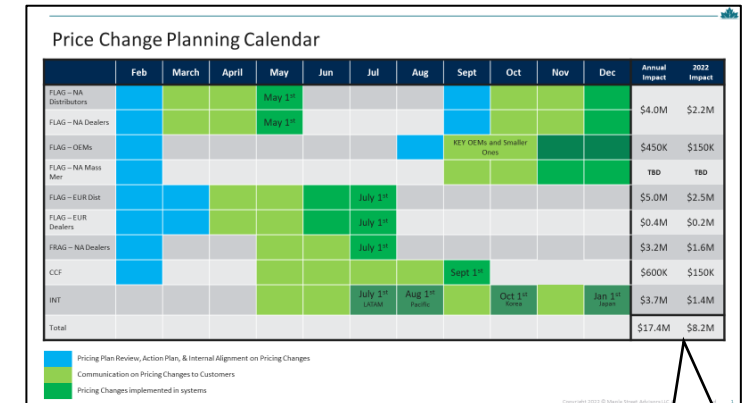 Price Change Planning Calendar
Feb March April May Jun Jul Aug Sept Oct Nov Dec Annual Impact 2022 Impact
FLAG – NA Distributors May 1st $4.0M $2.2M
FLAG – NA Dealers May 1st
FLAG – OEMs KEY OEMs and Smaller Ones $450K $150K
FLAG – NA Mass Mer TBD TBD
FLAG – EUR Dist July 1st $5.0M $2.5M
FLAG – EUR Dealers July 1st $0.4M $0.2M
FRAG – NA Dealers July 1st $3.2M $1.6M
CCF Sept 1st $600K $150K
INT July 1st LATAM Aug 1st Pacific Oct 1st Korea Jan 1st Japan $3.7M $1.4M
Total $17.4M $8.2M
Pricing Plan Review, Action Plan, & Internal Alignment on Pricing Changes
Communication on Pricing Changes to Customers
Pricing Changes implemented in systems
Copyright 2022 © Street Advisors LLC 1